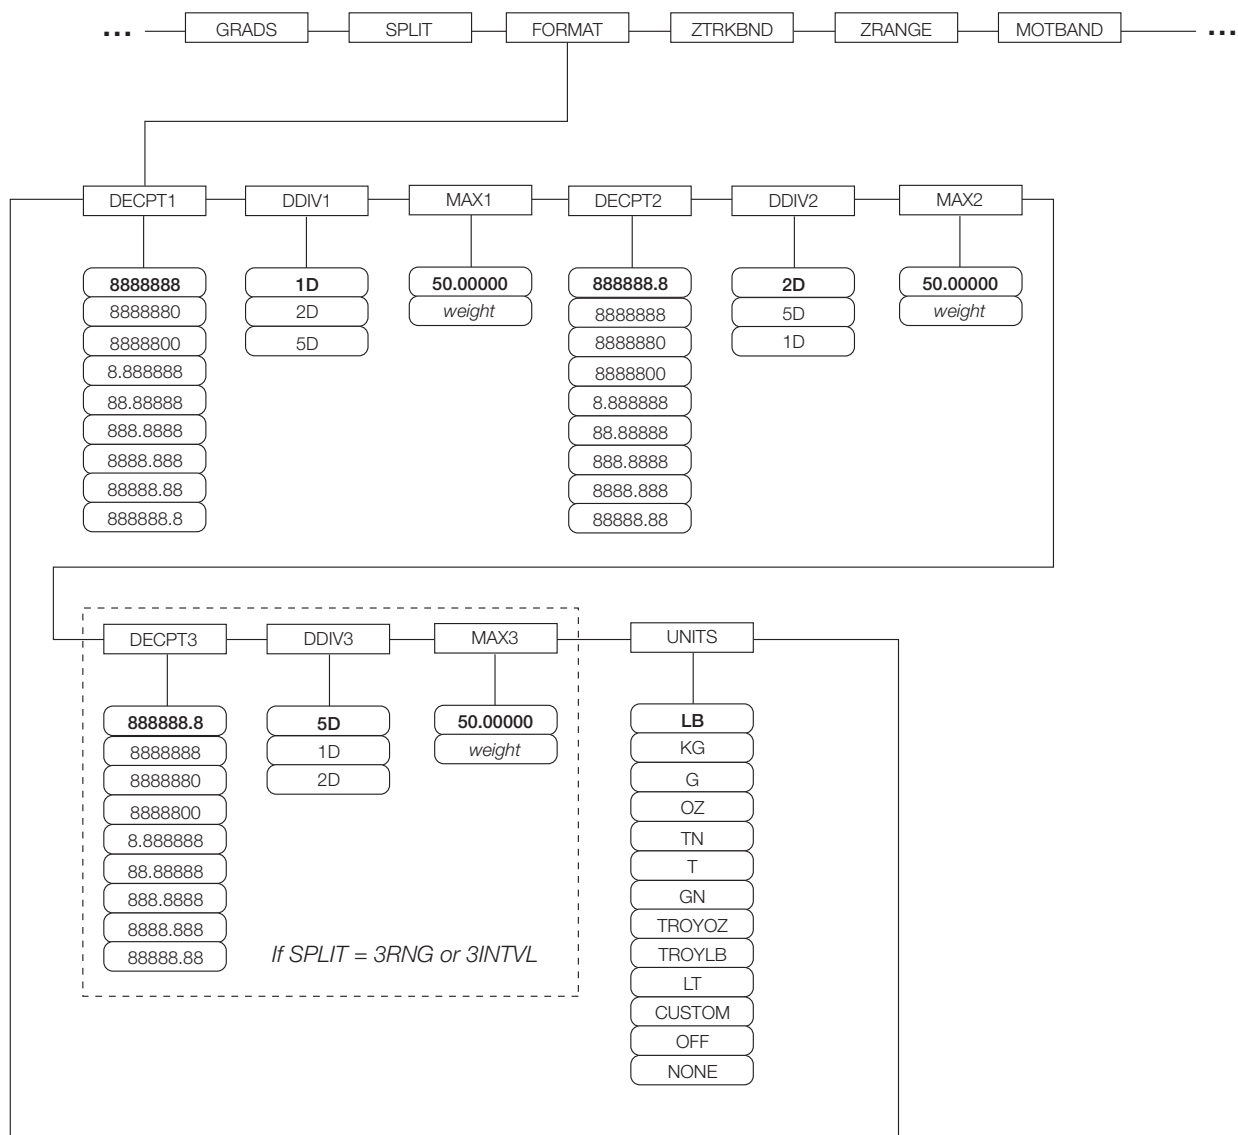 ... GRADS SPLIT FORMAT ZTRKBND ZRANGE MOTBAND ...
DECPT1 DDIV1 MAX1 DECPT2 DDIV2 MAX2
8888888 1D 50.00000 888888.8 2D 50.00000
8888880 2D weight 8888888 5D weight
8888800 5D 8888880 1D
8.888888 8888800
88.88888 8.888888
888.8888 88.88888
8888.888 888.8888
88888.88 8888.888
888888.8 88888.88
DECPT3 DDIV3 MAX3 UNITS
888888.8 5D 50.00000 LB
8888888 1D weight KG
8888880 2D G
8888800 OZ
8.888888 TN
88.88888 T
888.8888 GN
8888.888 TROYOZ
88888.88 If SPLIT = 3RNG or 3INTVL TROYLB
LT
CUSTOM
OFF
NONE